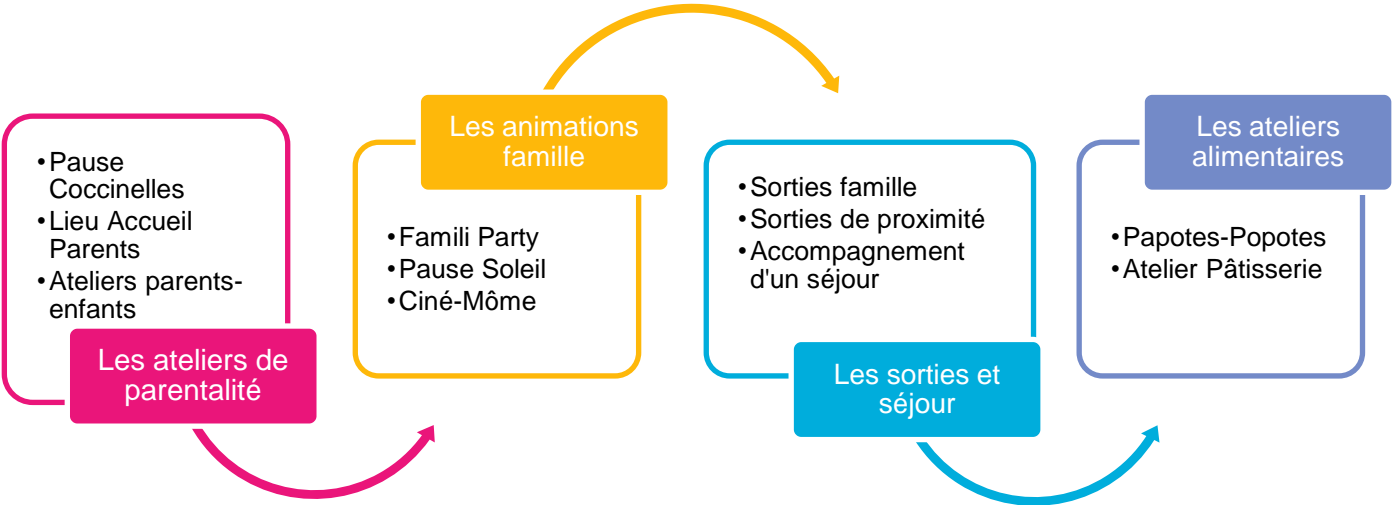 •Pause
Coccinelles
•Lieu Accueil
Parents
•Ateliers parents-
enfants
Les ateliers de
parentalité
Les animations
famille
•Famili Party
•Pause Soleil
•Ciné-Môme
•Sorties famille
•Sorties de proximité
•Accompagnement
d'un séjour
Les sorties et
séjour
Les ateliers
alimentaires
•Papotes-Popotes
•Atelier Pâtisserie